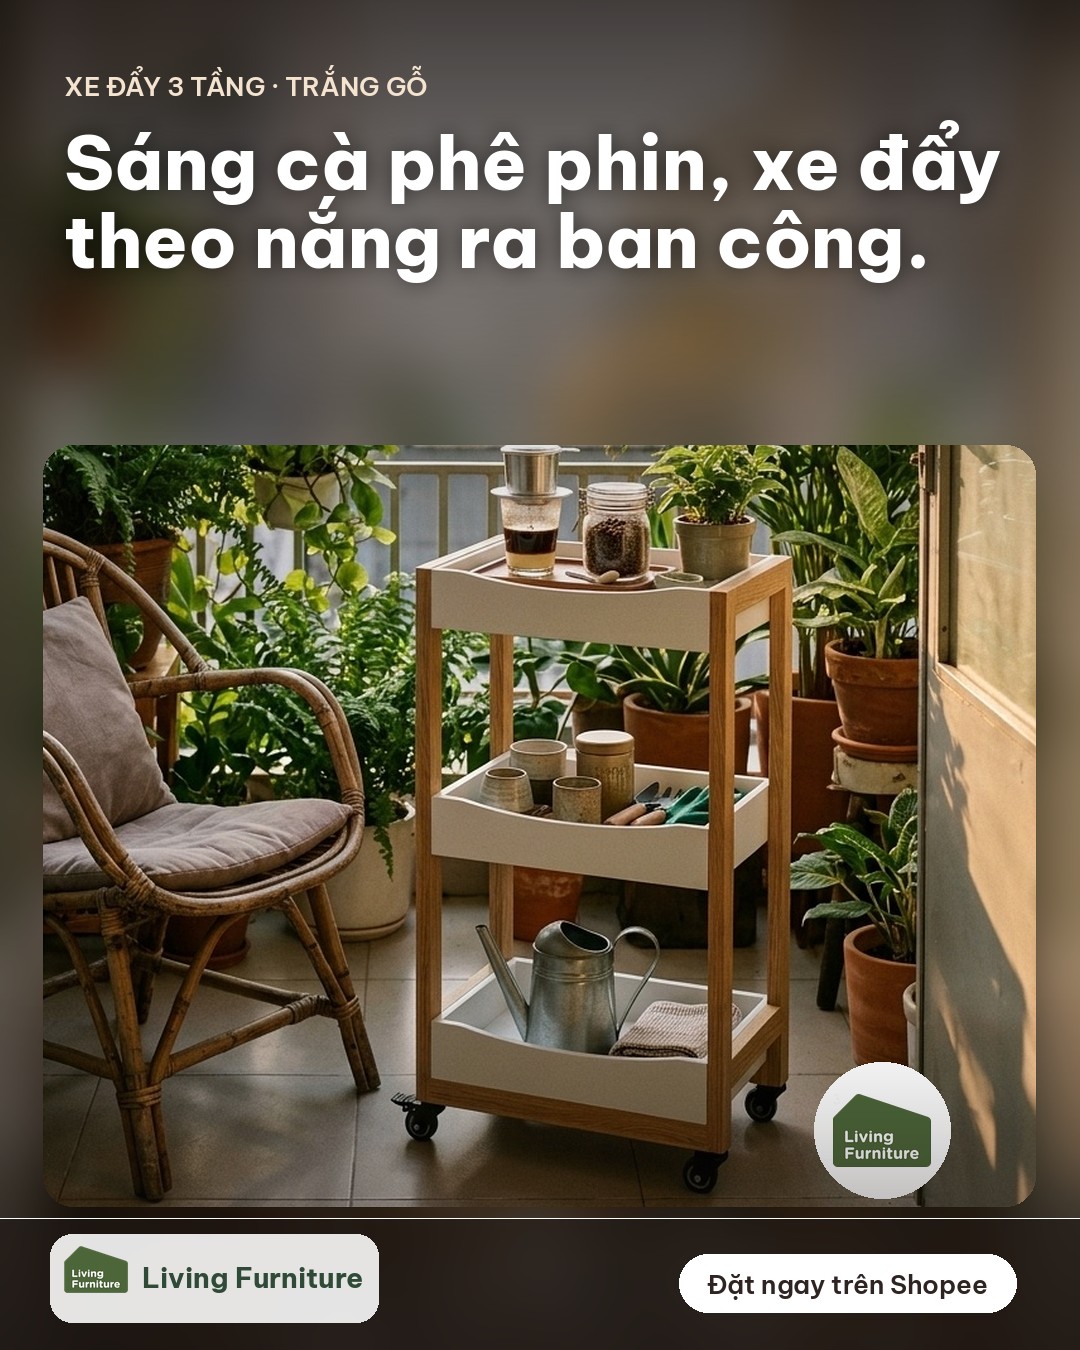 XE ĐẨY 3 TẦNG · TRẮNG GỖ
Sáng cà phê phin, xe đẩy
theo nắng ra ban công.
Living
Furniture
Living
Furniture
Living Furniture
Đặt ngay trên Shopee